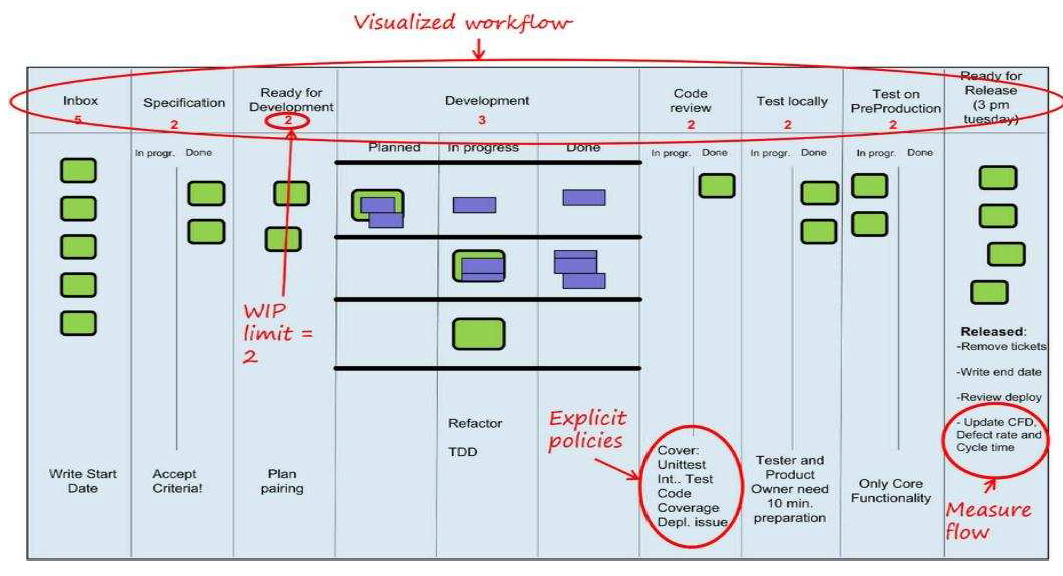 Visualized workflow
Inbox
5
Specification
2
Ready for
Development
2
Development
3
Code
review
2
Test locally
2
Test on
PreProduction
2
Ready for
Release
(3 pm
tuesday)
In progr. Done
Planned
In progress
Done
In progr. Done
In progr. Done
In progr. Done
WIP
limit =
2
Released:
-Remove tickets
-Write end date
-Review deploy
- Update CFD,
Defect rate and
Cycle time
Refactor
TDD
Explicit
policies
Write Start
Date
Accept
Criteria!
Plan
pairing
Cover:
Unittest
Int.. Test
Code
Coverage
Depl. issue
Tester and
Product
Owner need
10 min.
preparation
Only Core
Functionality
Measure
flow